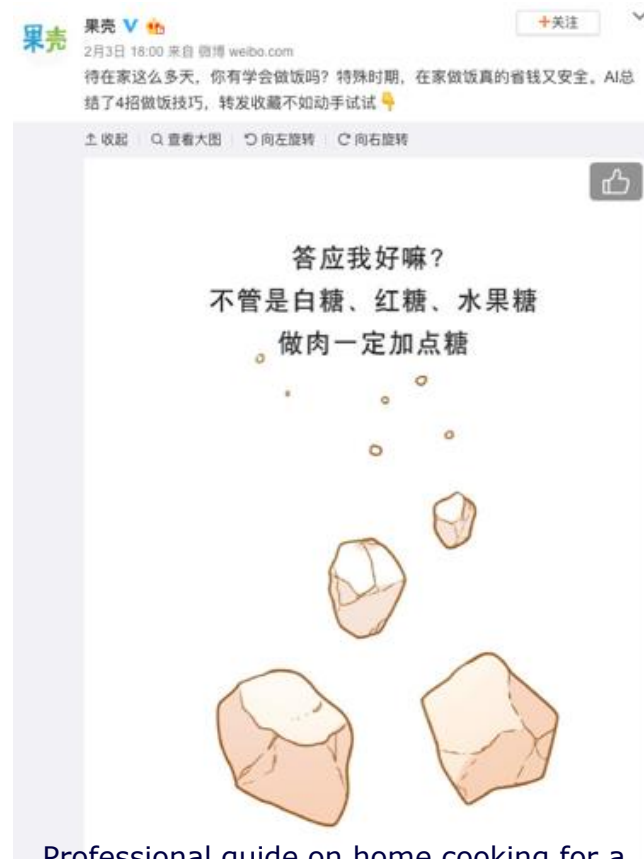 果壳
果壳
+关注
2月3日 18:00 来自 微博 weibo.com
待在家这么多天，你有学会做饭吗？特殊时期，在家做饭真的省钱又安全。AI总
结了4招做饭技巧，转发收藏不如动手试试
收起 查看大图 向左旋转 向右旋转
答应我好嘛？
不管是白糖、红糖、水果糖
做肉一定加点糖
Professional guide on home cooking for a